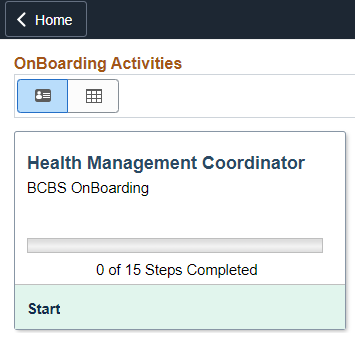 Home
OnBoarding Activities
Health Management Coordinator
BCBS OnBoarding
0 of 15 Steps Completed
Start